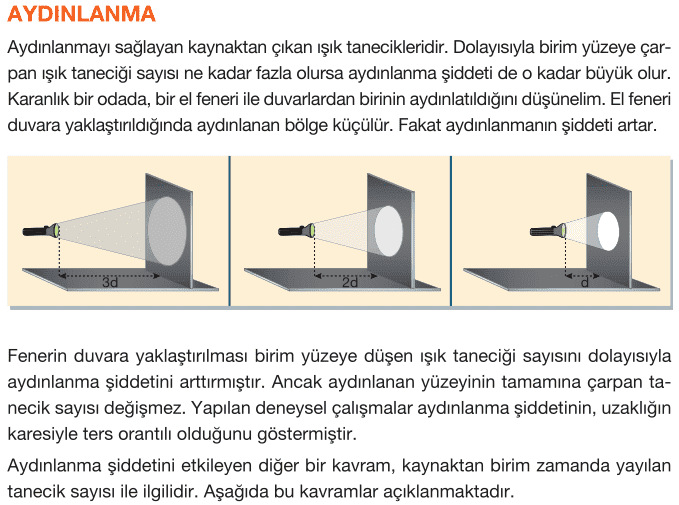 AYDINLANMA
Aydınlanmayı sağlayan kaynaktan çıkan ışık tanecikleridir. Dolayısıyla birim yüzeye çar-
pan ışık taneciği sayısı ne kadar fazla olursa aydınlanma şiddeti de o kadar büyük olur.
Karanlık bir odada, bir el feneri ile duvarlardan birinin aydınlatıldığını düşünelim. El feneri
duvara yaklaştırıldığında aydınlanan bölge küçülür. Fakat aydınlanmanın şiddeti artar.
3d
2d
d
Fenerin duvara yaklaştırılması birim yüzeye düşen ışık taneciği sayısını dolayısıyla
aydınlanma şiddetini arttırmıştır. Ancak aydınlanan yüzeyinin tamamına çarpan ta-
necik sayısı değişmez. Yapılan deneysel çalışmalar aydınlanma şiddetinin, uzaklığın
karesiyle ters orantılı olduğunu göstermiştir.
Aydınlanma şiddetini etkileyen diğer bir kavram, kaynaktan birim zamanda yayılan
tanecik sayısı ile ilgilidir. Aşağıda bu kavramlar açıklanmaktadır.